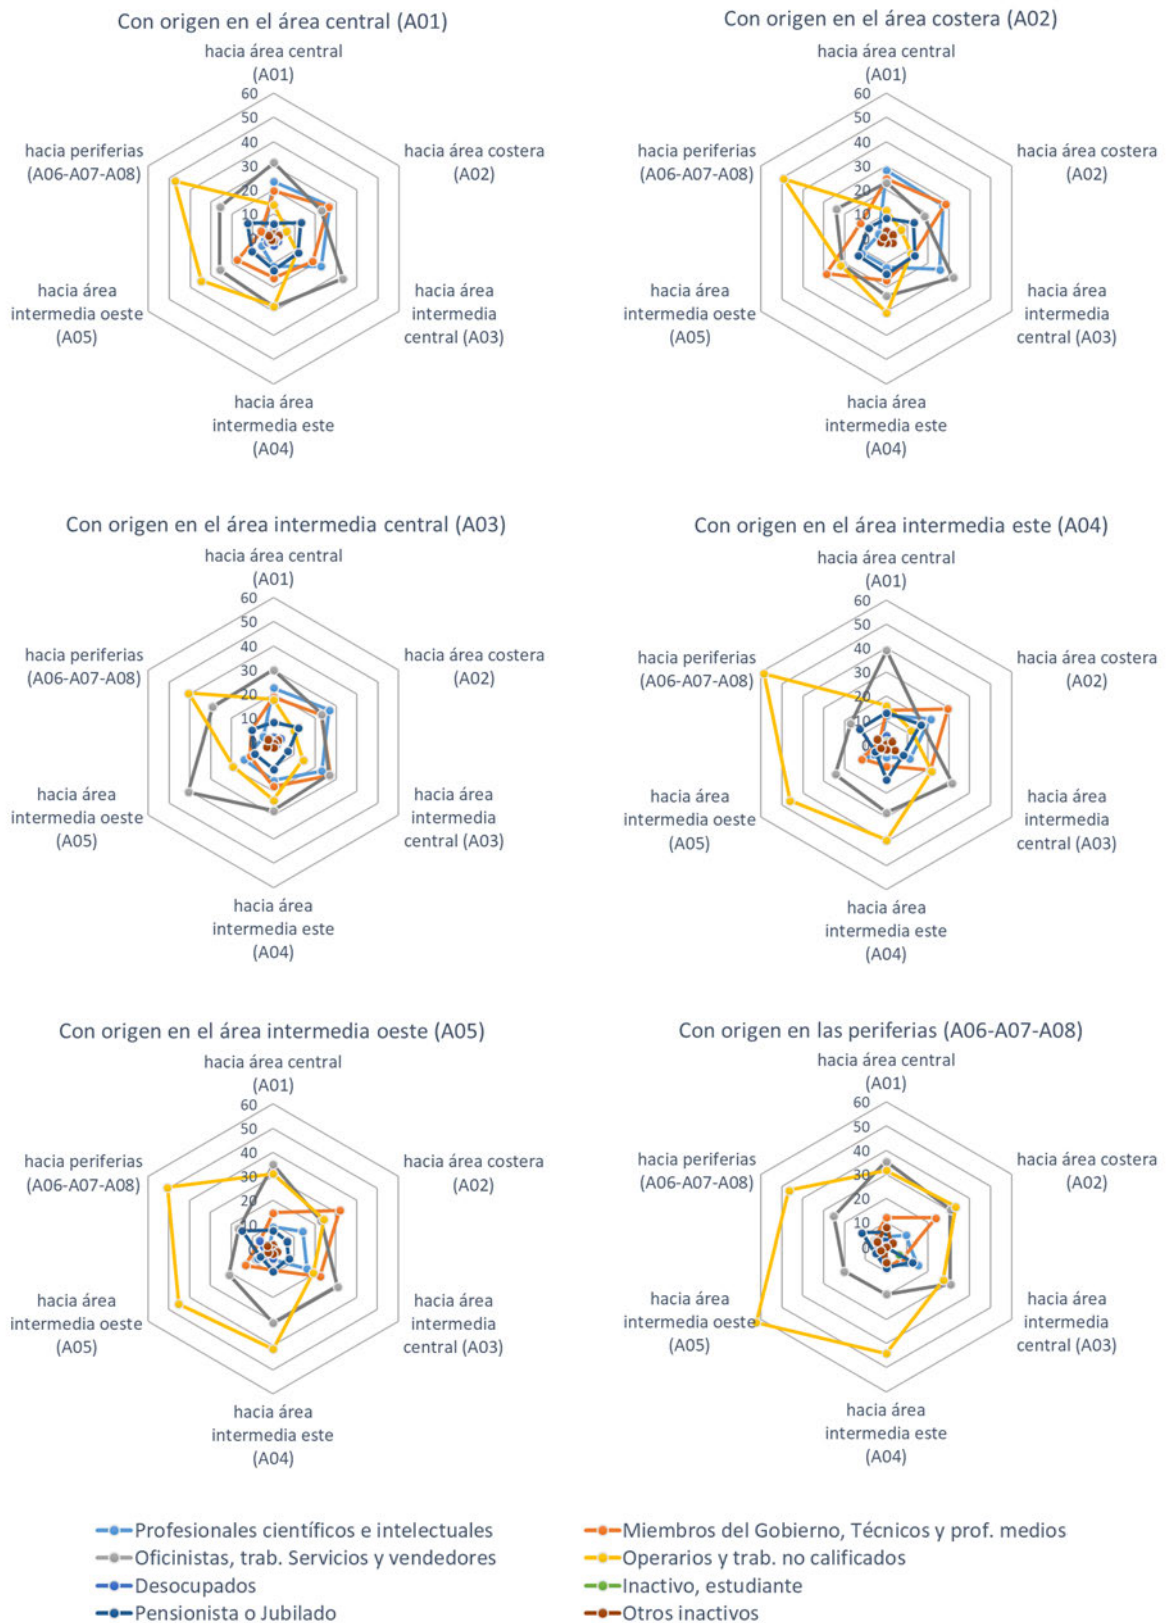 Con origen en el área central (A01)
hacia área central
(A01)
60
50
40
30
20
10
0
hacia área costera
(A02)
hacia área
intermedia
central (A03)
hacia área
intermedia este
(A04)
hacia área
intermedia oeste
(A05)
hacia periferias
(A06-A07-A08)
Con origen en el área costera (A02)
hacia área central
(A01)
60
50
40
30
20
10
0
hacia área costera
(A02)
hacia área
intermedia
central (A03)
hacia área
intermedia este
(A04)
hacia área
intermedia oeste
(A05)
hacia periferias
(A06-A07-A08)
Con origen en el área intermedia central (A03)
hacia área central
(A01)
60
50
40
30
20
10
0
hacia área costera
(A02)
hacia área
intermedia
central (A03)
hacia área
intermedia este
(A04)
hacia área
intermedia oeste
(A05)
hacia periferias
(A06-A07-A08)
Con origen en el área intermedia este (A04)
hacia área central
(A01)
60
50
40
30
20
10
0
hacia área costera
(A02)
hacia área
intermedia
central (A03)
hacia área
intermedia este
(A04)
hacia área
intermedia oeste
(A05)
hacia periferias
(A06-A07-A08)
Con origen en el área intermedia oeste (A05)
hacia área central
(A01)
60
50
40
30
20
10
0
hacia área costera
(A02)
hacia área
intermedia
central (A03)
hacia área
intermedia este
(A04)
hacia área
intermedia oeste
(A05)
hacia periferias
(A06-A07-A08)
Con origen en las periferias (A06-A07-A08)
hacia área central
(A01)
60
50
40
30
20
10
0
hacia área costera
(A02)
hacia área
intermedia
central (A03)
hacia área
intermedia este
(A04)
hacia área
intermedia oeste
(A05)
hacia periferias
(A06-A07-A08)
Profesionales científicos e intelectuales
Miembros del Gobierno, Técnicos y prof. medios
Oficinistas, trab. Servicios y vendedores
Operarios y trab. no calificados
Desocupados
Inactivo, estudiante
Pensionista o Jubilado
Otros inactivos